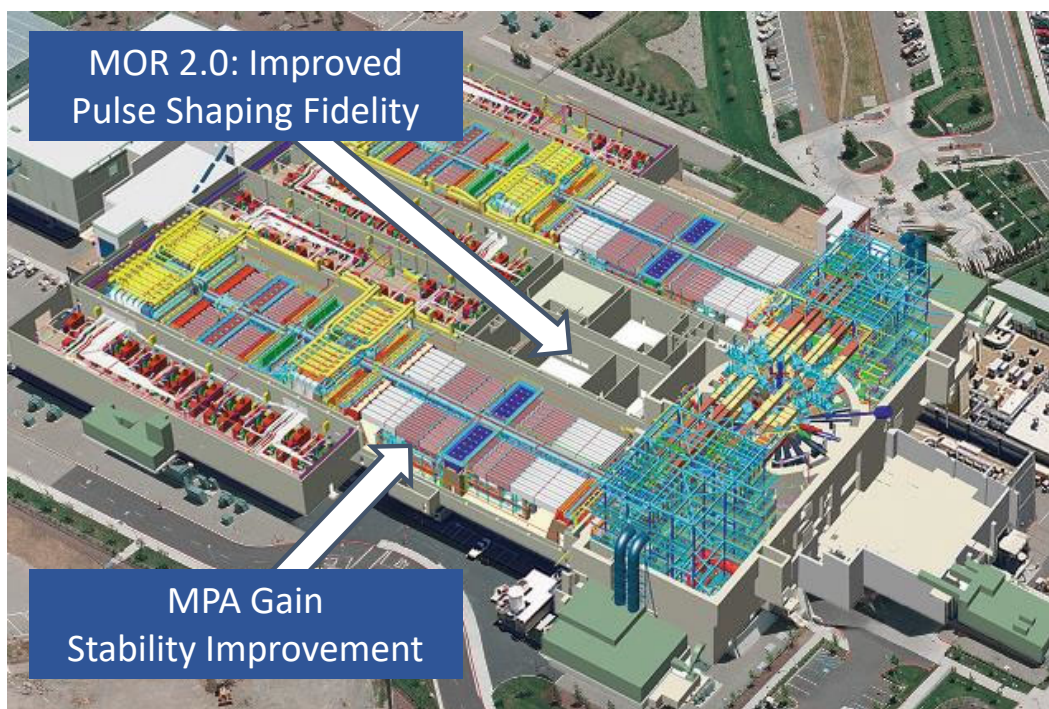 MOR 2.0: Improved
Pulse Shaping Fidelity
MPA Gain
Stability Improvement